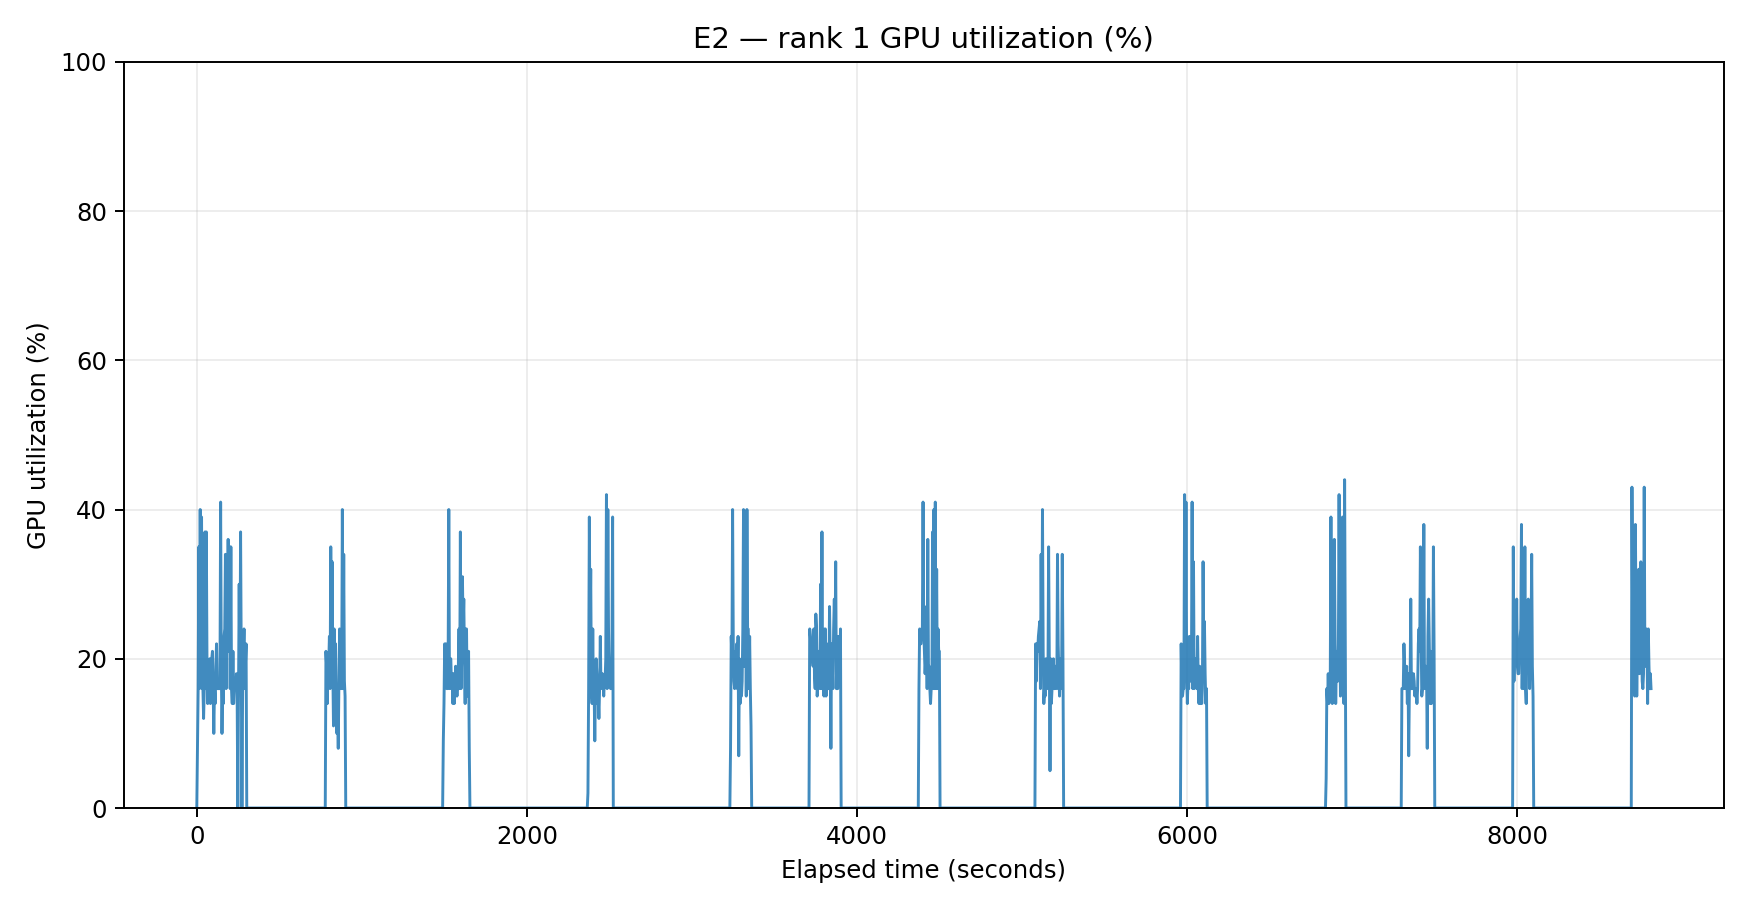 E2 — rank 1 GPU utilization (%)
100
80
60
40
20
0
GPU utilization (%)
0 2000 4000 6000 8000
Elapsed time (seconds)